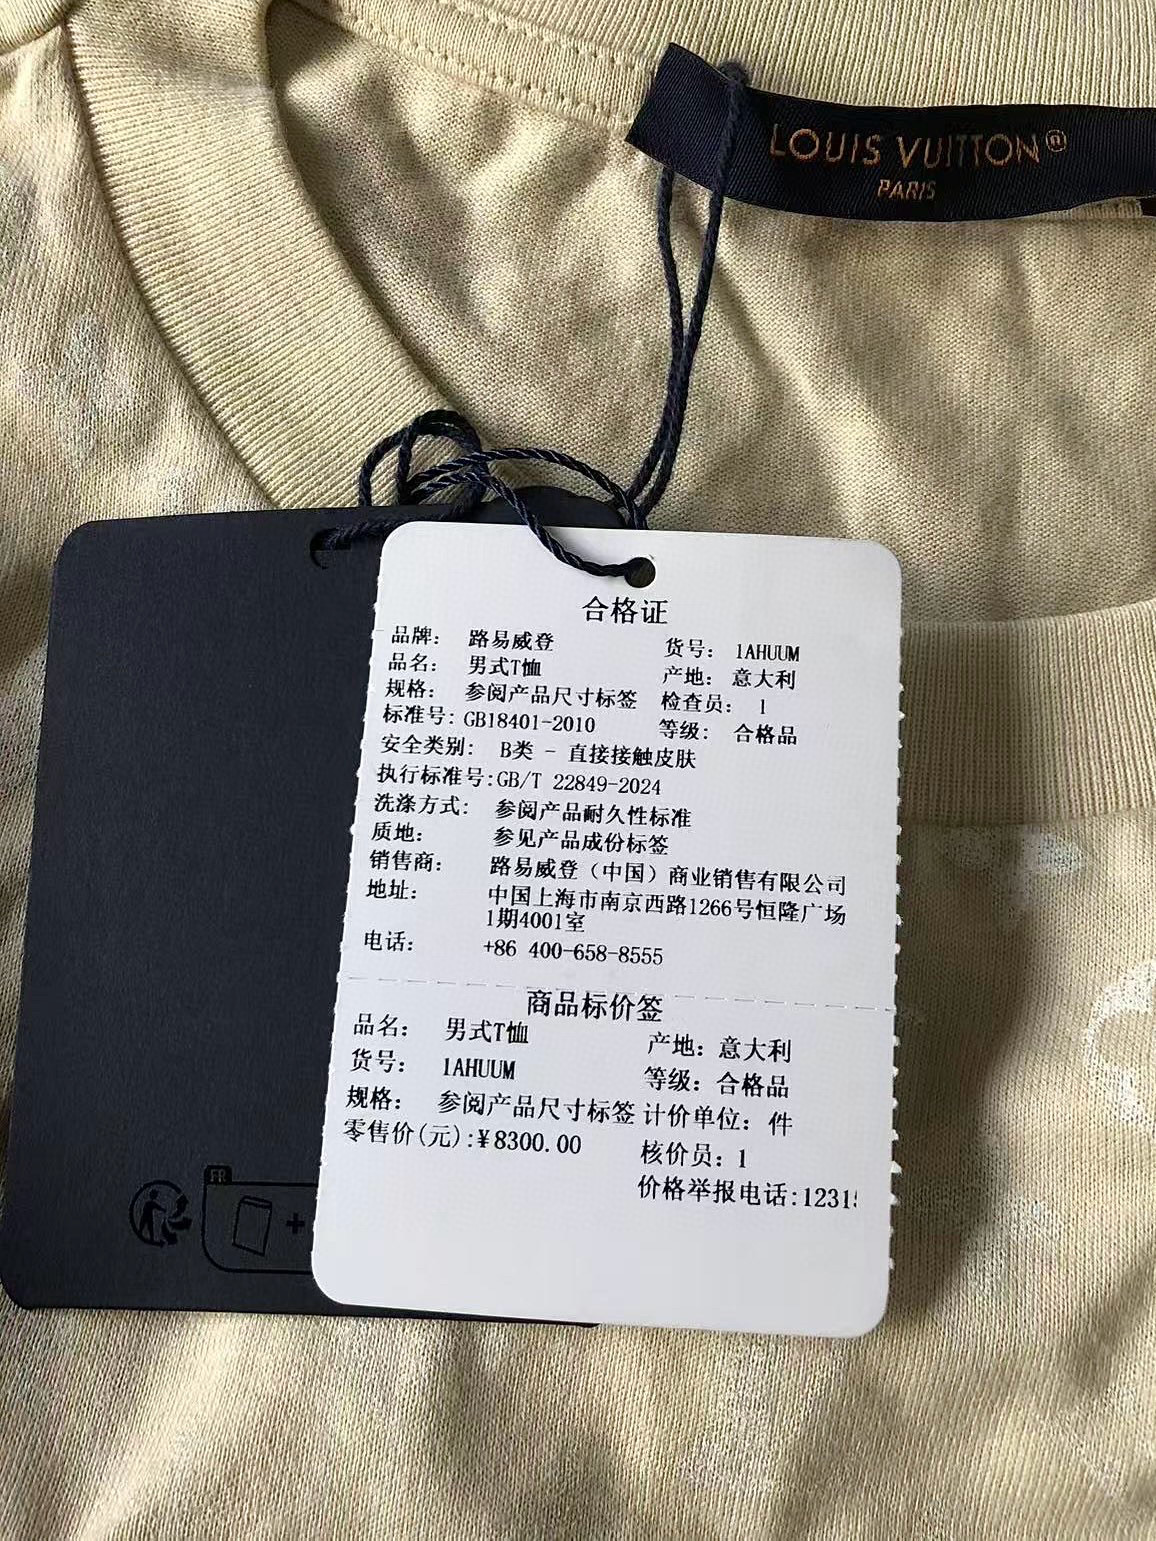 LOUIS VUITTON®
PARIS
合格证
品牌: 路易威登 货号: 1AHUUM
品名: 男式T恤 产地: 意大利
规格: 参阅产品尺寸标签 检查员: 1
标准号: GB18401-2010 等级: 合格品
安全类别: B类 - 直接接触皮肤
执行标准号:GB/T 22849-2024
洗涤方式: 参阅产品耐久性标准
质地: 参见产品成份标签
销售商: 路易威登（中国）商业销售有限公司
地址: 中国上海市南京西路1266号恒隆广场
1期4001室
电话: +86 400-658-8555
商品标价签
品名: 男式T恤 产地: 意大利
货号: 1AHUUM 等级: 合格品
规格: 参阅产品尺寸标签 计价单位: 件
零售价(元):¥8300.00 核价员: 1
价格举报电话:1231
FR
+